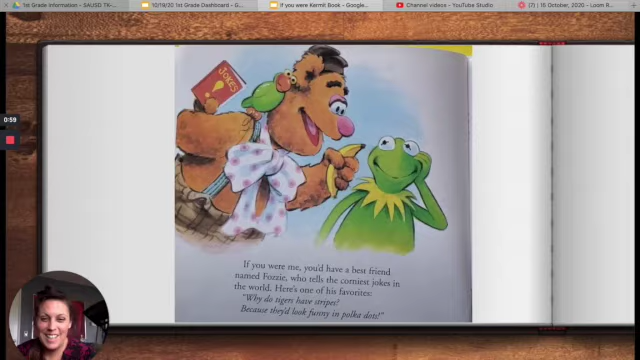 1st Grade Information - SAUSD TK-...
10/19/20 1st Grade Dashboard - G...
If you were Kermit Book - Google...
Channel videos - YouTube Studio
(7) | 15 October, 2020 - Loom R...
0:59
JOKES
If you were me, you'd have a best friend
named Fozzie, who tells the corniest jokes in
the world. Here's one of his favorites:
"Why do tigers have stripes?
Because they'd look funny in polka dots!"